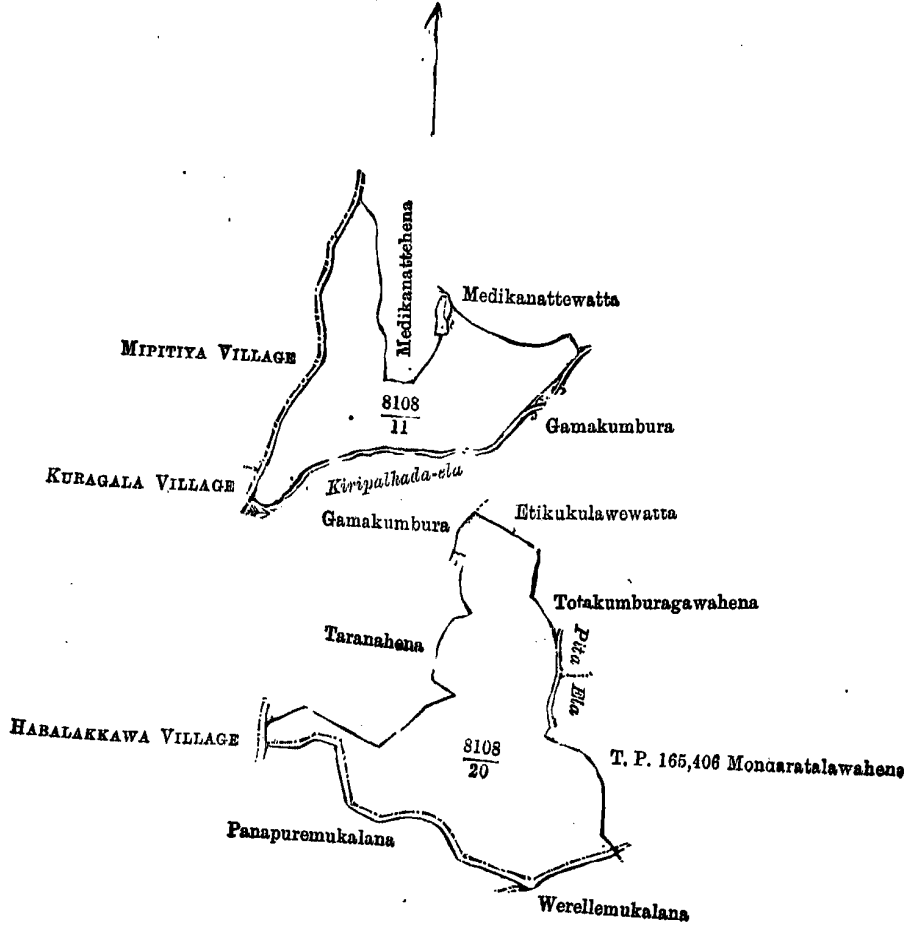 Medikanattehena
Medikanattewatta
MIPITIYA VILLAGE
8108
11
Gamakumbura
KURAGALA VILLAGE
Kiripalhada-ela
Gamakumbura
Etikukulawewatta
Totakumburagawahena
Taranahena
Pita
Ela
HABALAKKAWA VILLAGE
8108
20
T. P. 165,406 Monaaratalawahena
Panapuremukalana
Werellemukalana